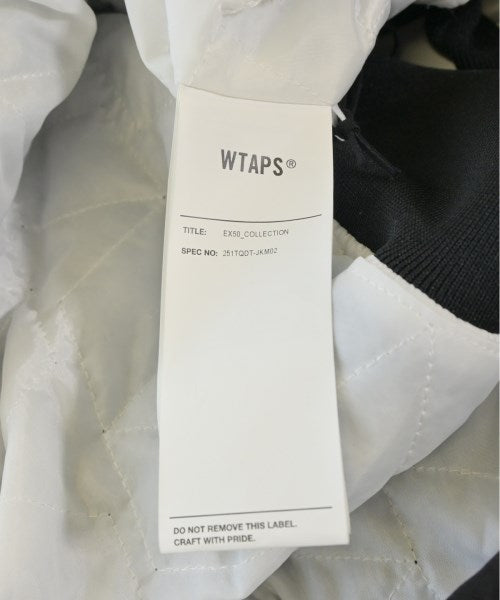 WTAPS®
TITLE: EX50_COLLECTION
SPEC NO: 251TQDT-JKM02
DO NOT REMOVE THIS LABEL.
CRAFT WITH PRIDE.